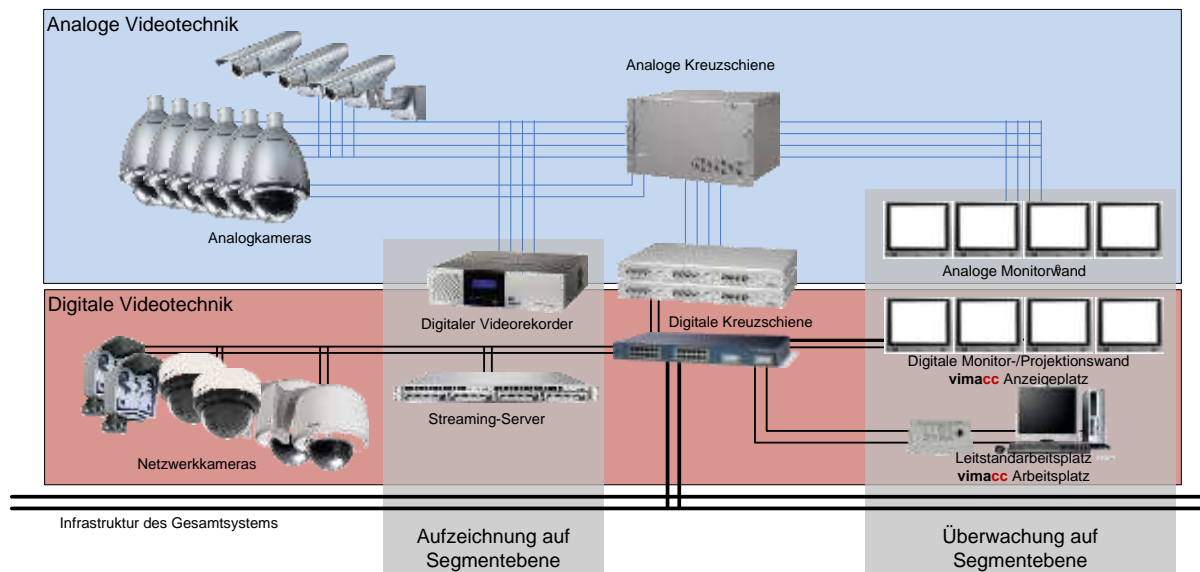 Analoge Videotechnik
Analoge Kreuzschiene
Analogkameras
Analoge Monitorwand
Digitale Videotechnik
Digitaler Videorekorder
Digitale Kreuzschiene
Digitale Monitor-/Projektionswand
vimacc Anzeigeplatz
Streaming-Server
Netzwerkkameras
Leitstandarbeitsplatz
vimacc Arbeitsplatz
Infrastruktur des Gesamtsystems
Aufzeichnung auf
Segmentebene
Überwachung auf
Segmentebene